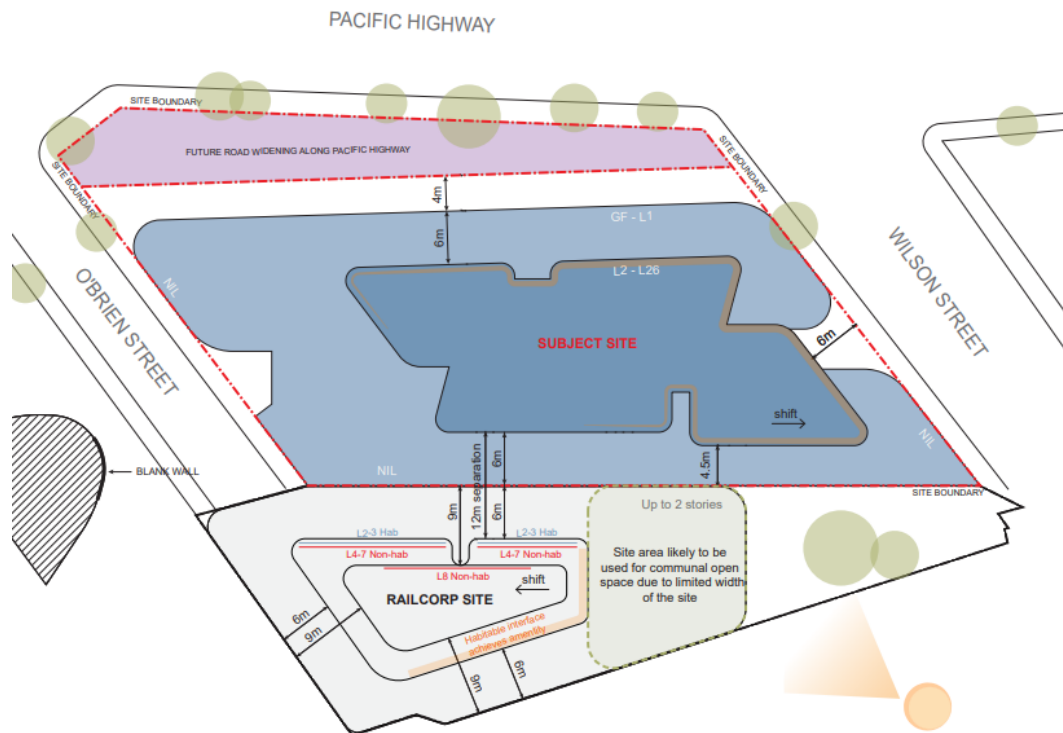 PACIFIC HIGHWAY
SITE BOUNDARY
FUTURE ROAD WIDENING ALONG PACIFIC HIGHWAY
SITE BOUNDARY
SITE BOUNDARY
4m
GF - L1
6m
L2 - L26
O'BRIEN STREET
NIL
WILSON STREET
SUBJECT SITE
6m
shift
BLANK WALL
NIL
12m separation
6m
4.5m
NIL
SITE BOUNDARY
9m
6m
Up to 2 stories
L2-3 Hab
L2-3 Hab
L4-7 Non-hab
L4-7 Non-hab
Site area likely to be
used for communal open
space due to limited width
of the site
L8 Non-hab
shift
RAILCORP SITE
6m
9m
Habitable interface
achieves amenity
9m
6m